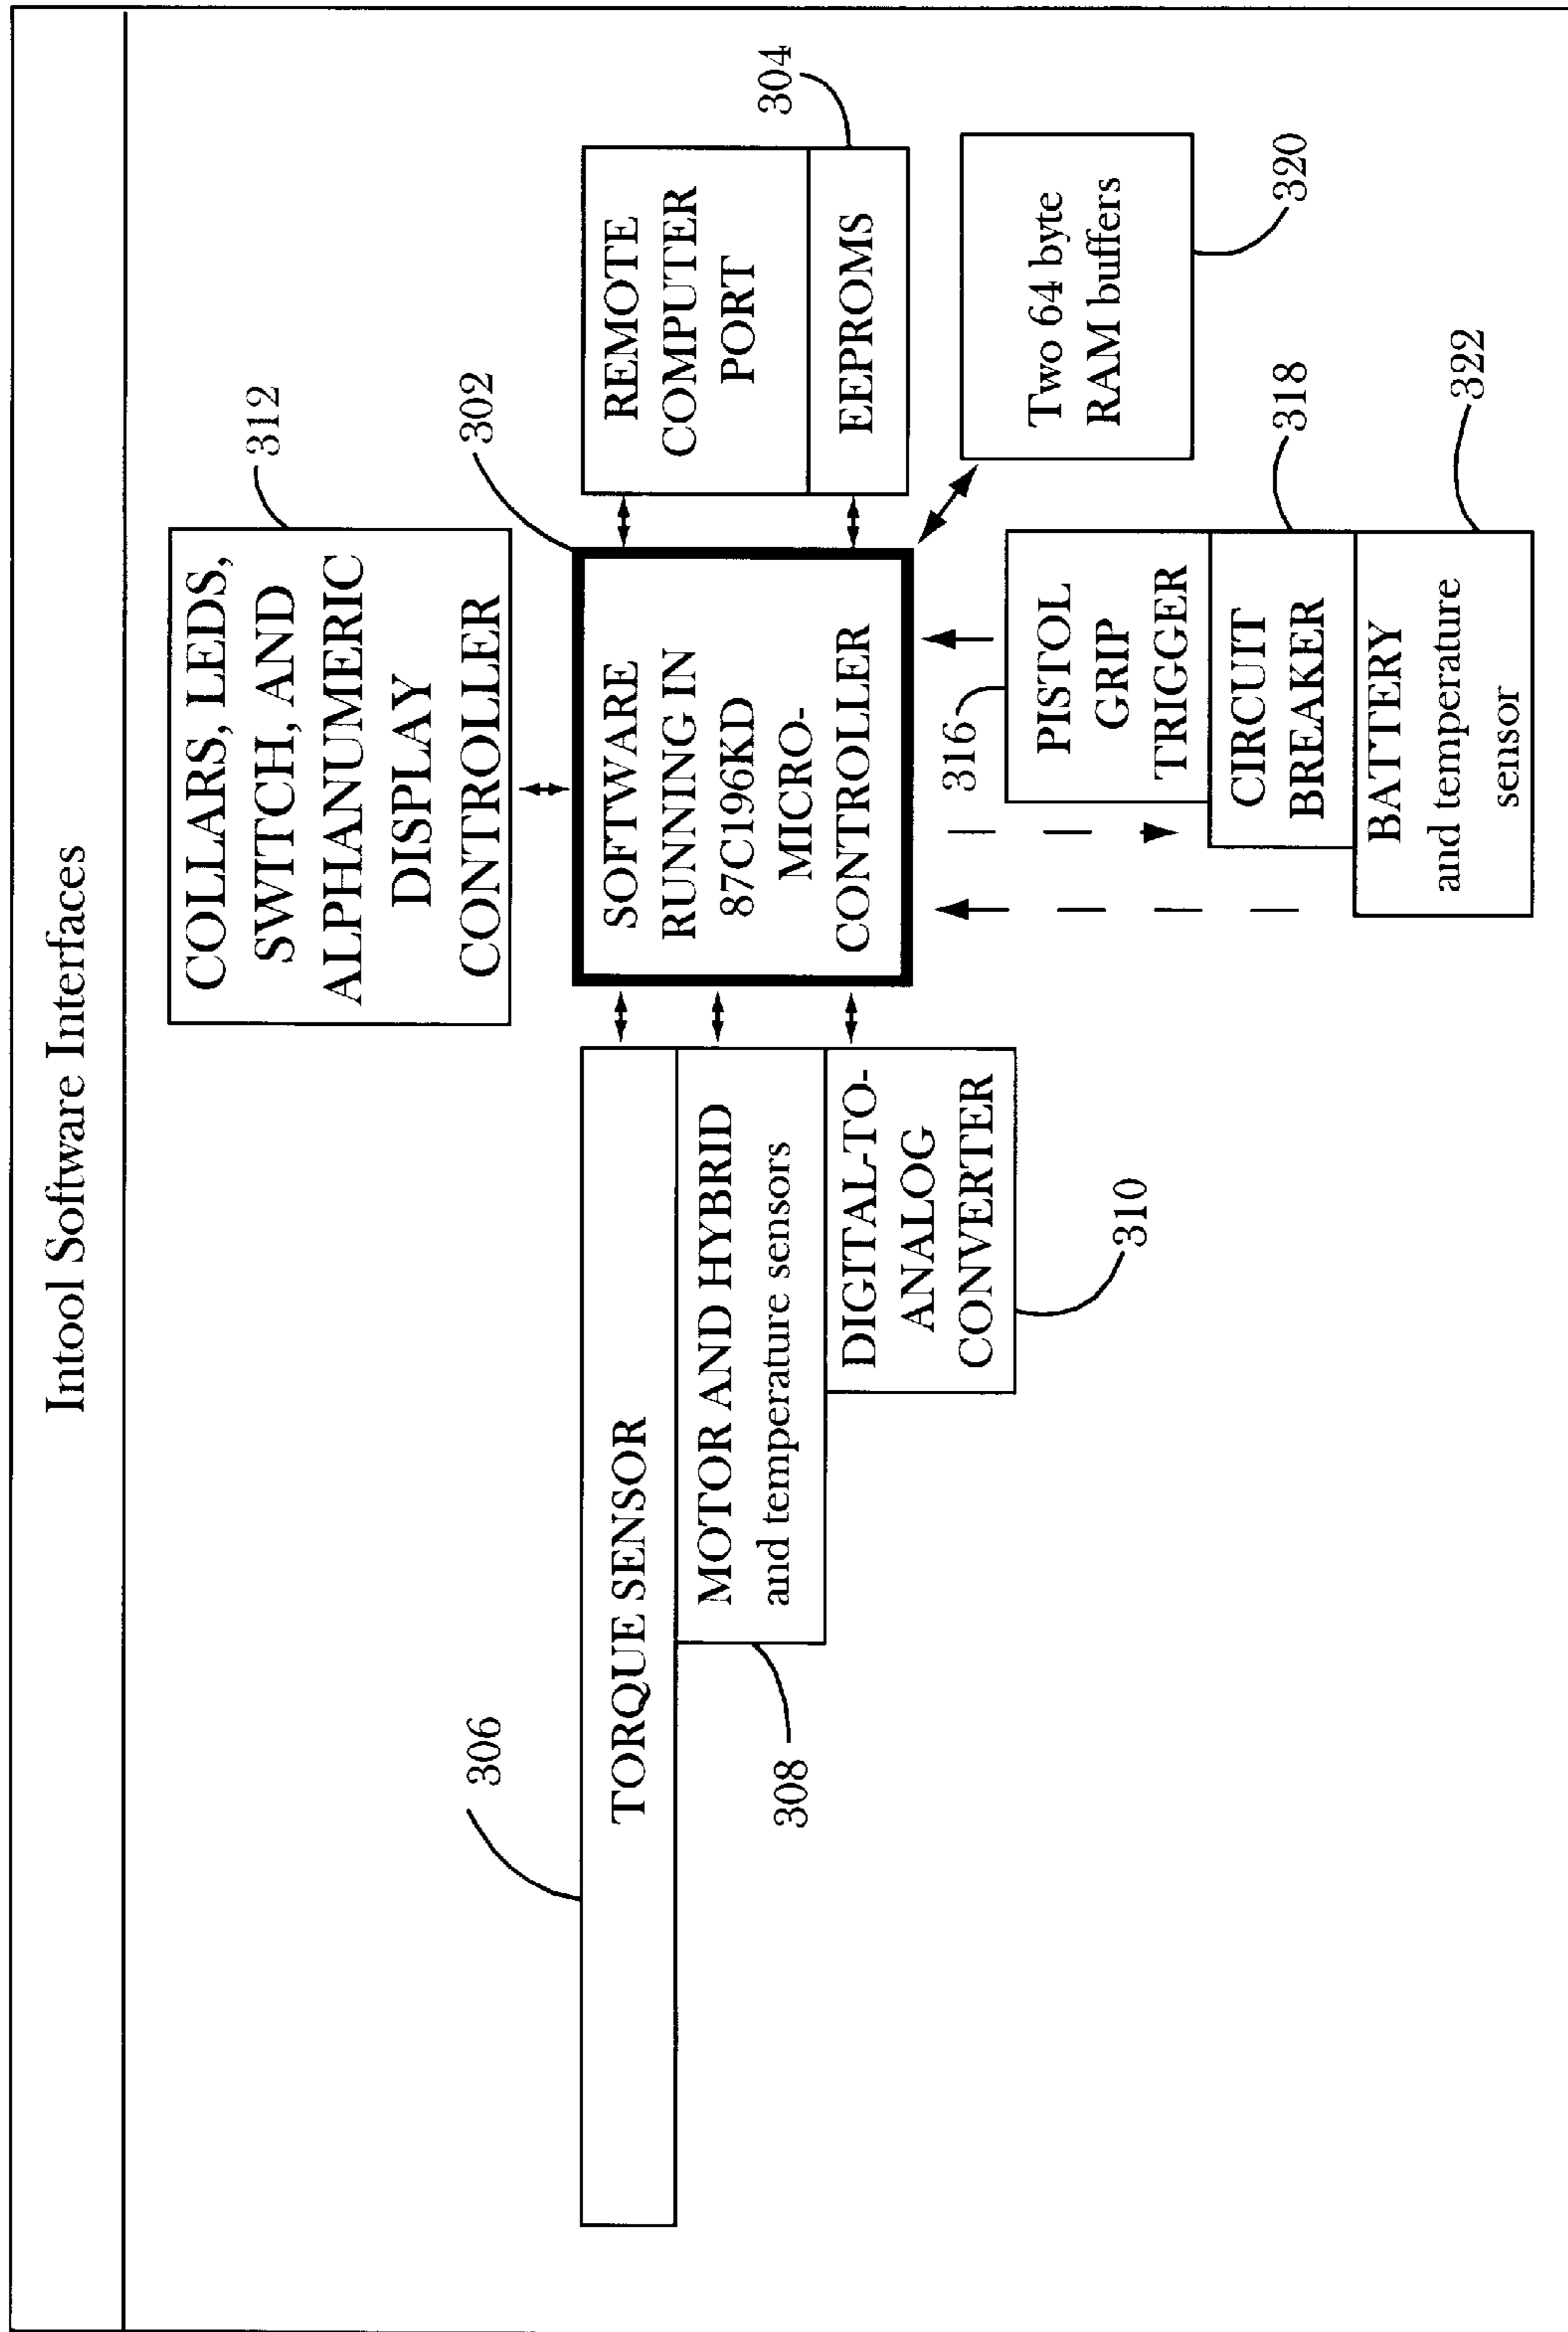 Intool Software Interfaces
312
COLLARS, LEDS,
SWITCH, AND
ALPHANUMERIC
DISPLAY
CONTROLLER
302
304
306
TORQUE SENSOR
MOTOR AND HYBRID
and temperature sensors
308
DIGITAL-TO-
ANALOG
CONVERTER
310
SOFTWARE
RUNNING IN
87C196KD
MICRO-
CONTROLLER
REMOTE
COMPUTER
PORT
EEPROMS
Two 64 byte
RAM buffers
320
316
PISTOL
GRIP
TRIGGER
CIRCUIT
BREAKER
318
BATTERY
and temperature
sensor
322